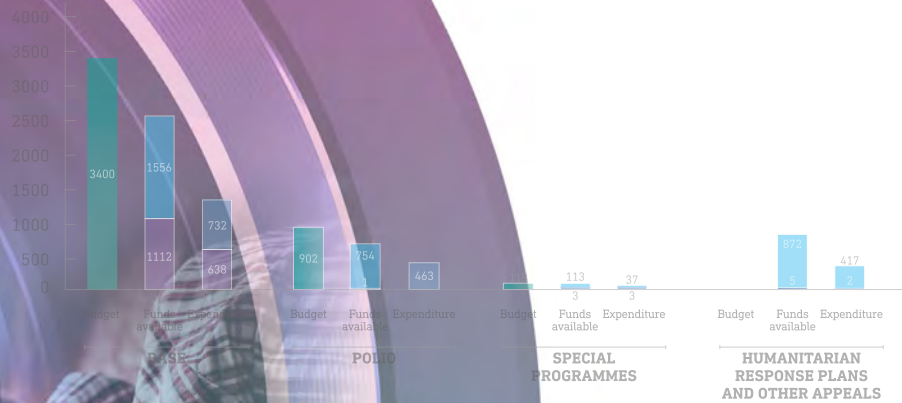 4000
3500
3000
2500
2000
1500
1000
500
0
3400
1556
1112
732
638
902
754
463
113
3
37
3
872
5
417
2
Budget Funds available
Budget Funds available Expenditure
Budget Funds available Expenditure
Budget Funds available Expenditure
BASE
POLIO
SPECIAL
PROGRAMMES
HUMANITARIAN
RESPONSE PLANS
AND OTHER APPEALS